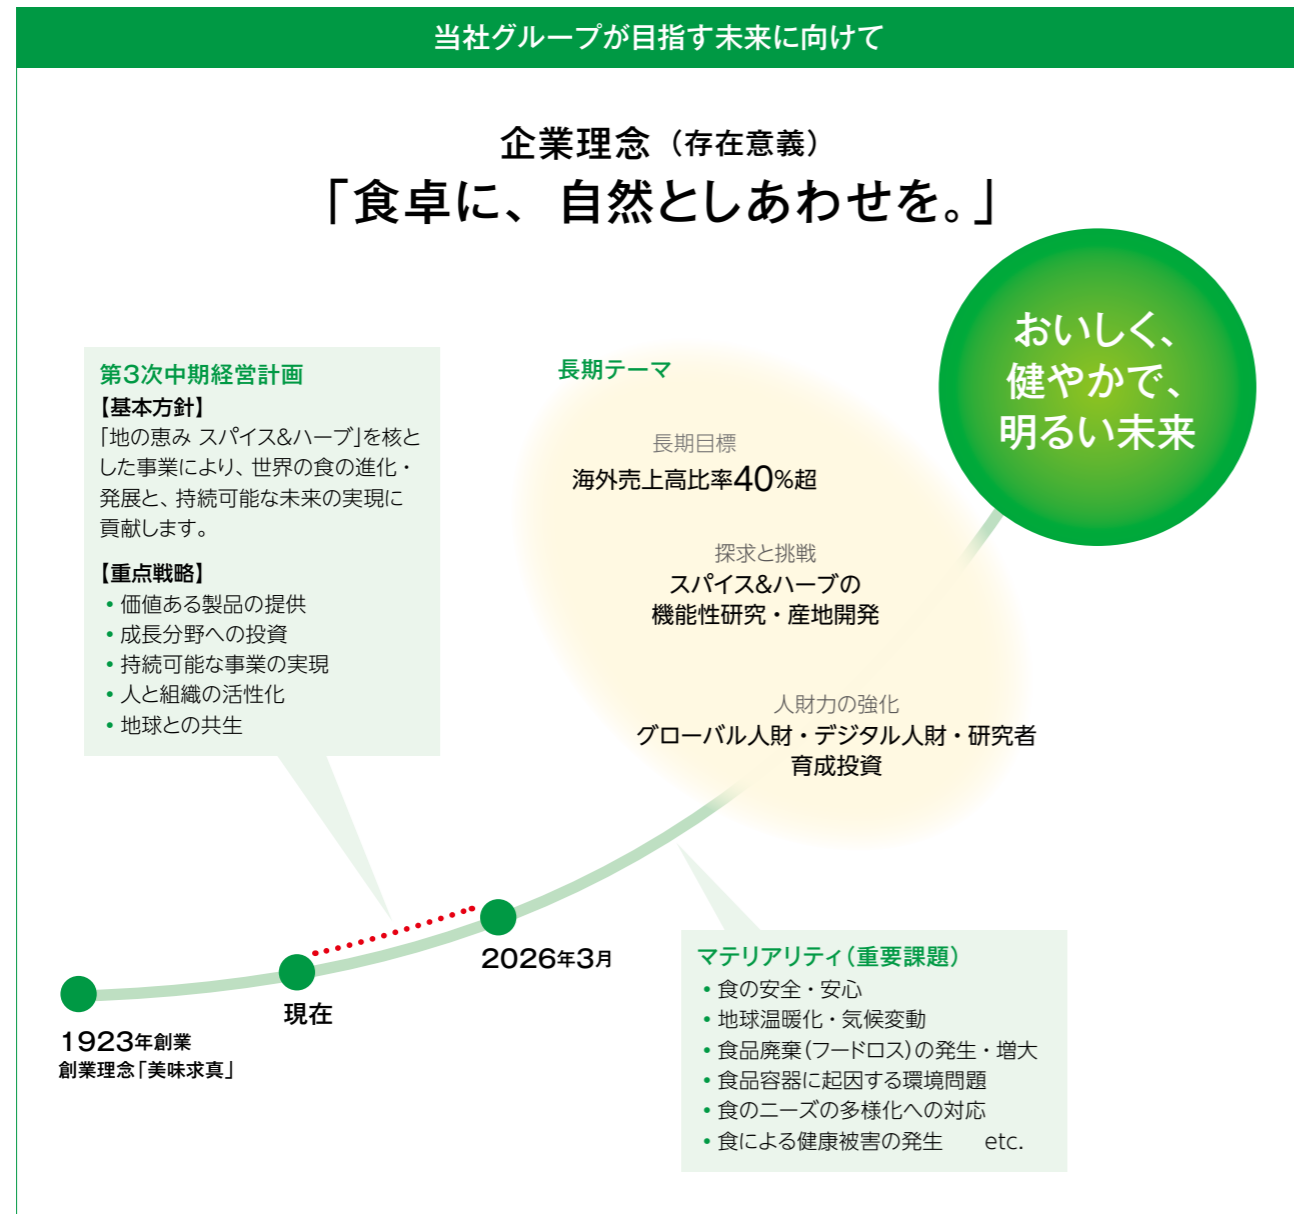 当社グループが目指す未来に向けて
企業理念（存在意義）
「食卓に、自然としあわせを。」
おいしく、
健やかで、
明るい未来
第3次中期経営計画
【基本方針】
「地の恵み スパイス&ハーブ」を核と
した事業により、世界の食の進化・
発展と、持続可能な未来の実現に
貢献します。
【重点戦略】
・価値ある製品の提供
・成長分野への投資
・持続可能な事業の実現
・人と組織の活性化
・地球との共生
長期テーマ
長期目標
海外売上高比率40%超
探求と挑戦
スパイス&ハーブの
機能性研究・産地開発
人財力の強化
グローバル人財・デジタル人財・研究者
育成投資
1923年創業
創業理念「美味求真」
現在
2026年3月
マテリアリティ（重要課題）
・食の安全・安心
・地球温暖化・気候変動
・食品廃棄（フードロス）の発生・増大
・食品容器に起因する環境問題
・食のニーズの多様化への対応
・食による健康被害の発生　etc.